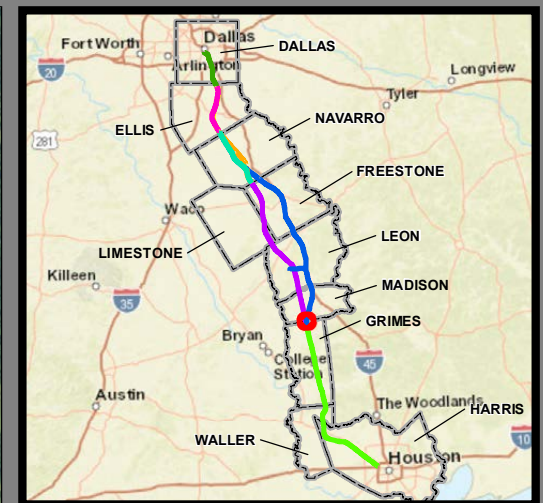 Dallas
Fort Worth
DALLAS
Arlington
20
Longview
Tyler
NAVARRO
ELLIS
281
FREESTONE
Waco
LEON
LIMESTONE
Killeen
MADISON
35
GRIMES
Bryan
College
Station
45
Austin
The Woodlands
HARRIS
WALLER
10
Houston